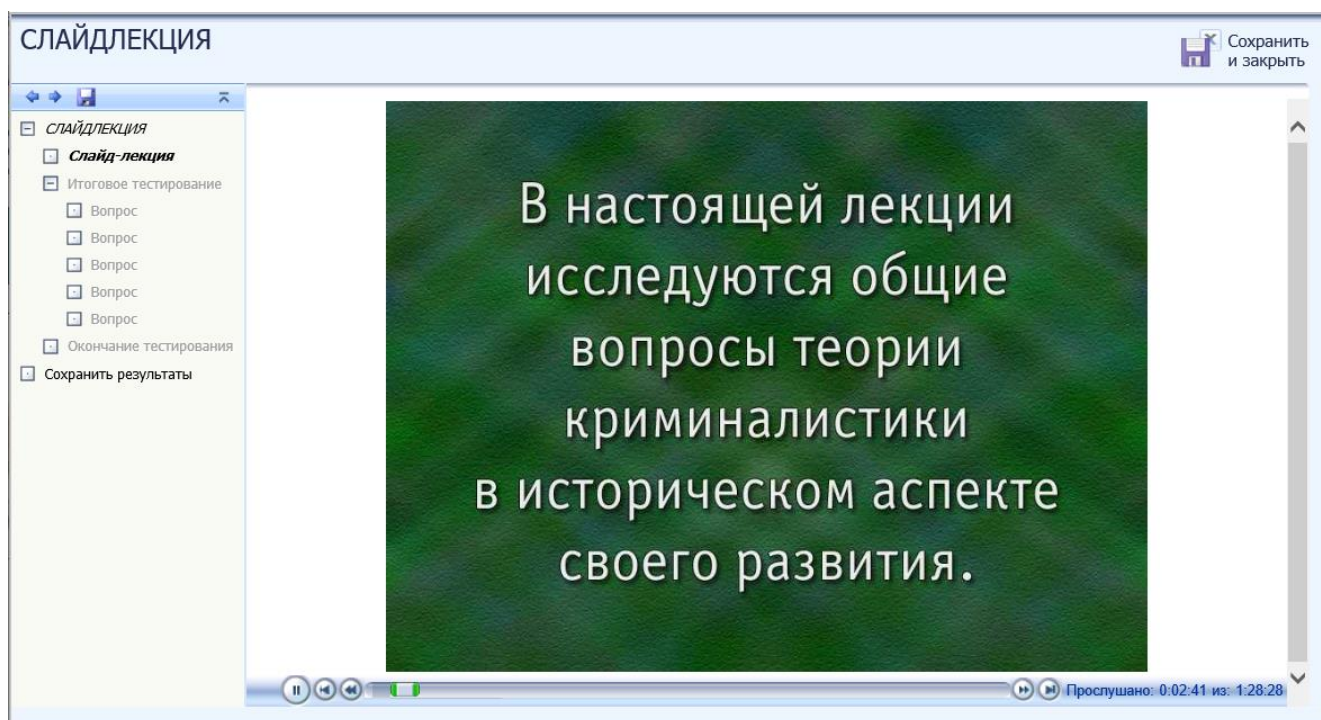 СЛАЙДЛЕКЦИЯ
Сохранить
и закрыть
СЛАЙДЛЕКЦИЯ
Слайд-лекция
Итоговое тестирование
Вопрос
Вопрос
Вопрос
Вопрос
Вопрос
Окончание тестирования
Сохранить результаты
В настоящей лекции
исследуются общие
вопросы теории
криминалистики
в историческом аспекте
своего развития.
Прослушано: 0:02:41 из: 1:28:28